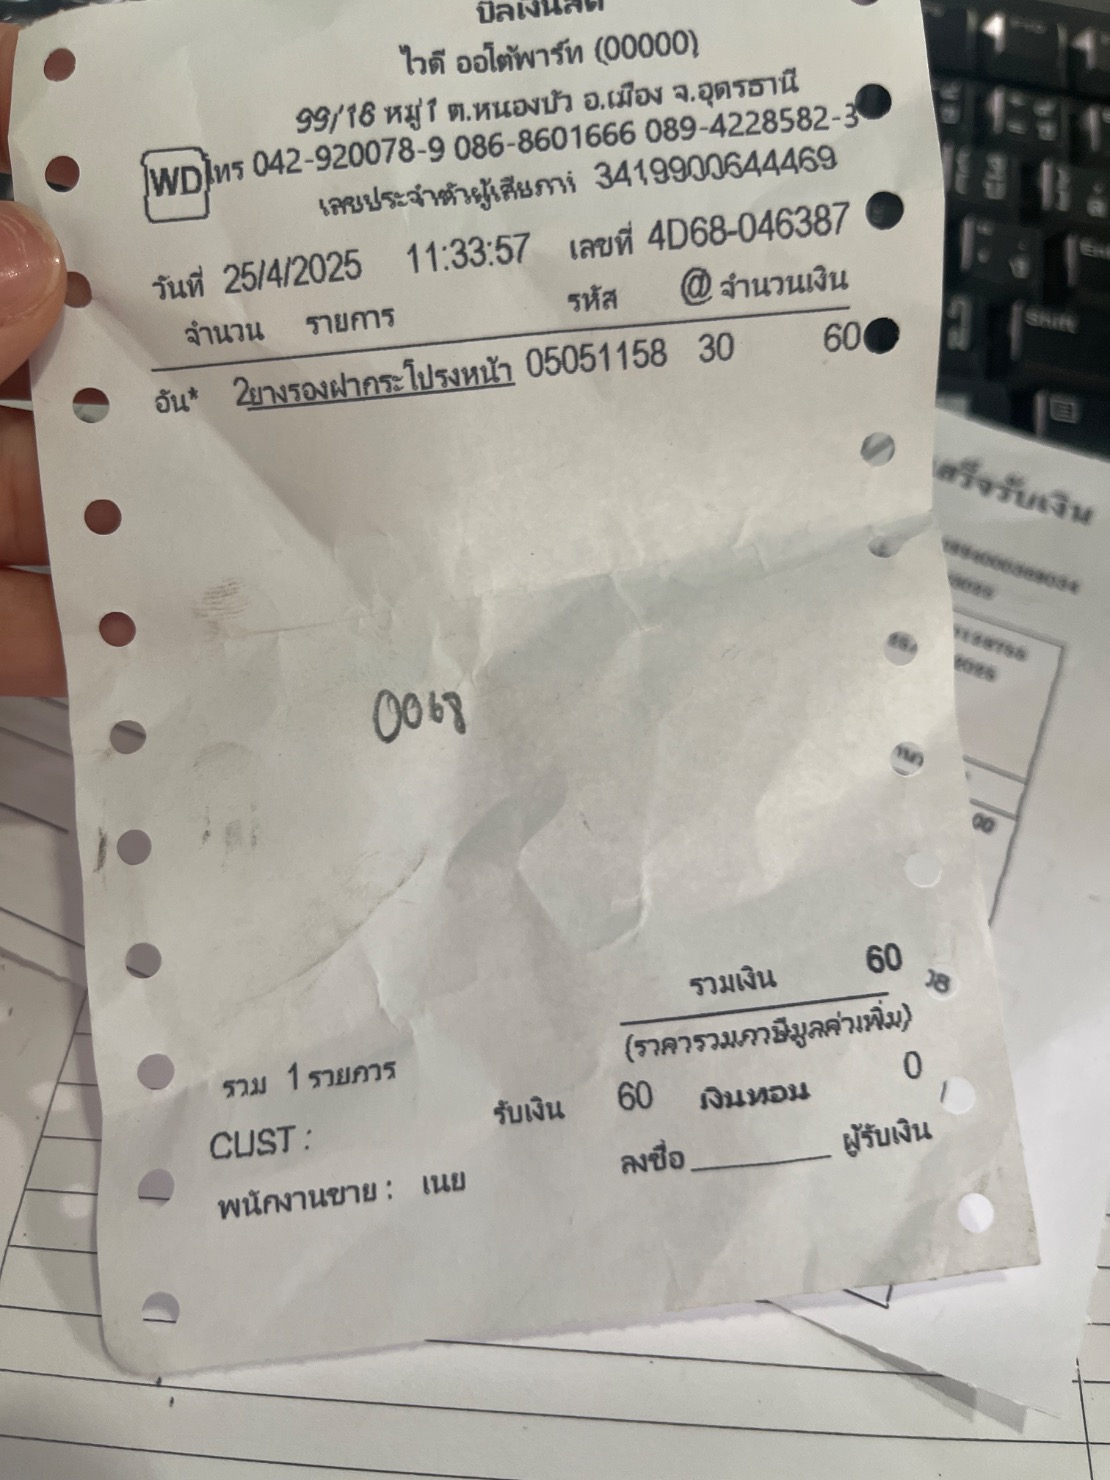 บิลเงินสด
ไวดี ออโต้พาร์ท (00000)
99/16 หมู่1 ต.หนองบัว อ.เมือง จ.อุดรธานี
WD โทร 042-920078-9 086-8601666 089-4228582-3
เลขประจำตัวผู้เสียภาษี 3419900644469
วันที่ 25/4/2025 11:33:57 เลขที่ 4D68-046387
จำนวน รายการ รหัส @ จำนวนเงิน
อัน* 2ยางรองฝากระโปรงหน้า 05051158 30 60
0068
รวมเงิน 60
(ราคารวมภาษีมูลค่าเพิ่ม)
รวม 1 รายการ
รับเงิน 60 เงินทอน 0
CUST :
ลงชื่อ ผู้รับเงิน
พนักงานขาย : เนย
เสร็จรับเงิน
Shift